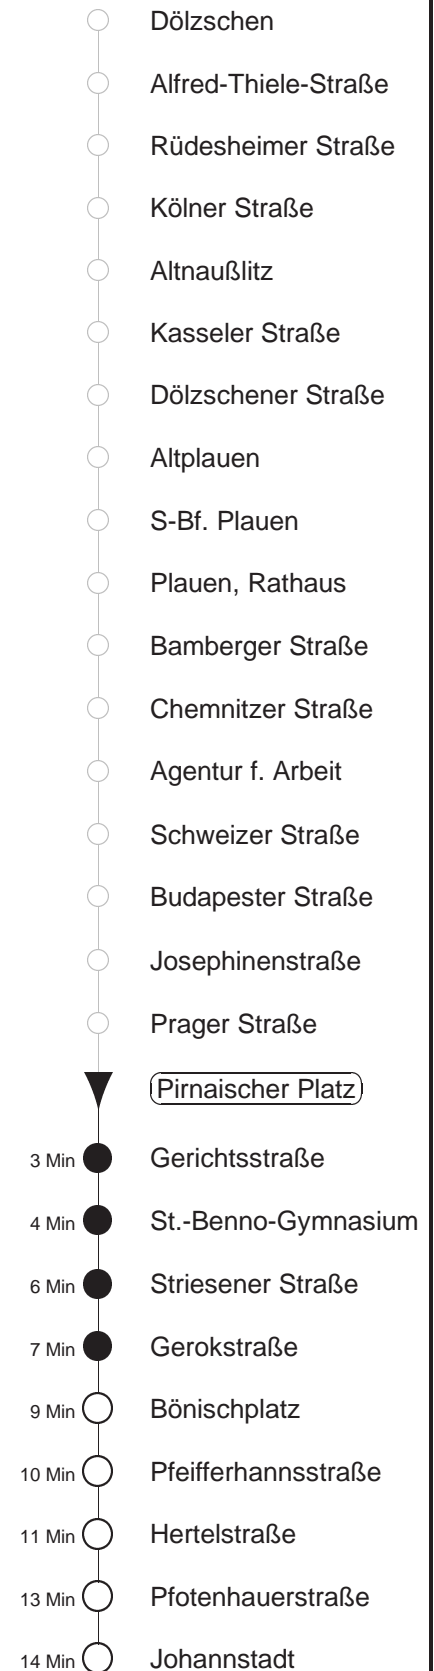 Dölzschen
Alfred-Thiele-Straße
Rüdesheimer Straße
Kölner Straße
Altnaußlitz
Kasseler Straße
Dölzschener Straße
Altplauen
S-Bf. Plauen
Plauen, Rathaus
Bamberger Straße
Chemnitzer Straße
Agentur f. Arbeit
Schweizer Straße
Budapester Straße
Josephinenstraße
Prager Straße
Pirnaischer Platz
3 Min Gerichtsstraße
4 Min St.-Benno-Gymnasium
6 Min Striesener Straße
7 Min Gerokstraße
9 Min Bönischplatz
10 Min Pfeifferhannsstraße
11 Min Hertelstraße
13 Min Pfotenhauerstraße
14 Min Johannstadt